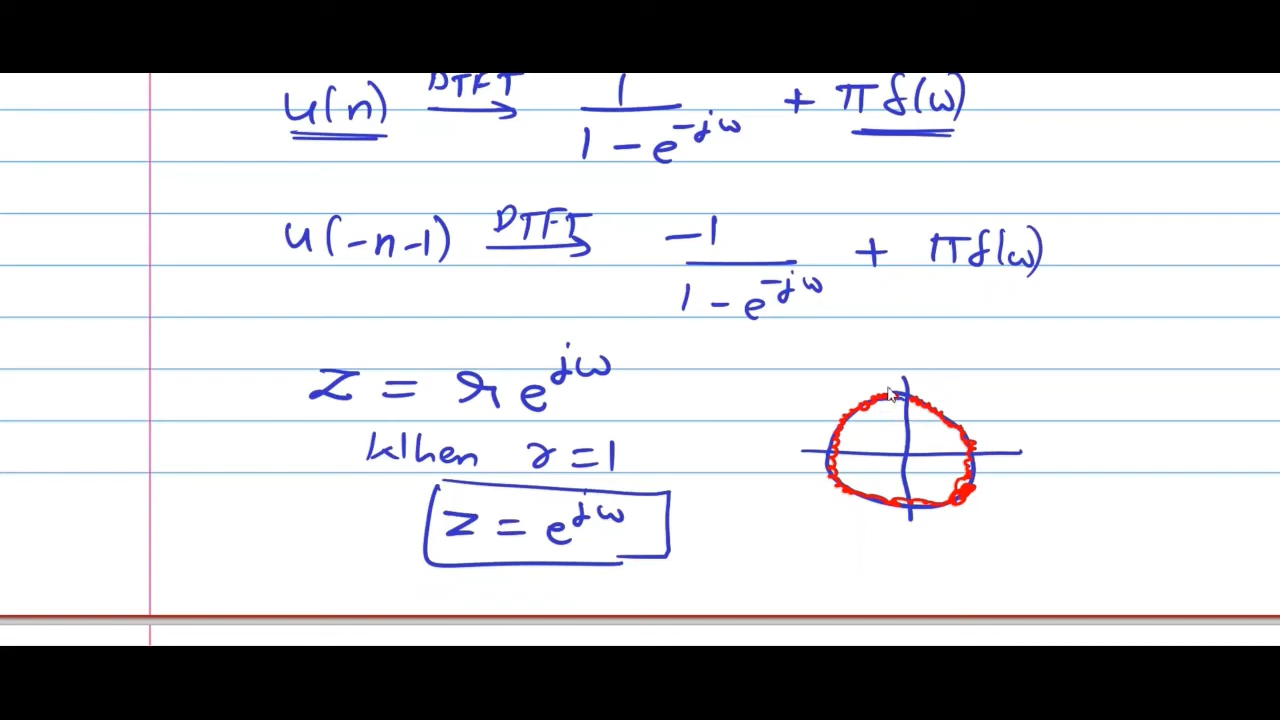 u(n) DTFT → 1/(1 - e^{-jω}) + πδ(ω)
u(-n-1) DTFT → -1/(1 - e^{-jω}) + πδ(ω)
z = r e^{jω}
When r = 1
z = e^{jω}